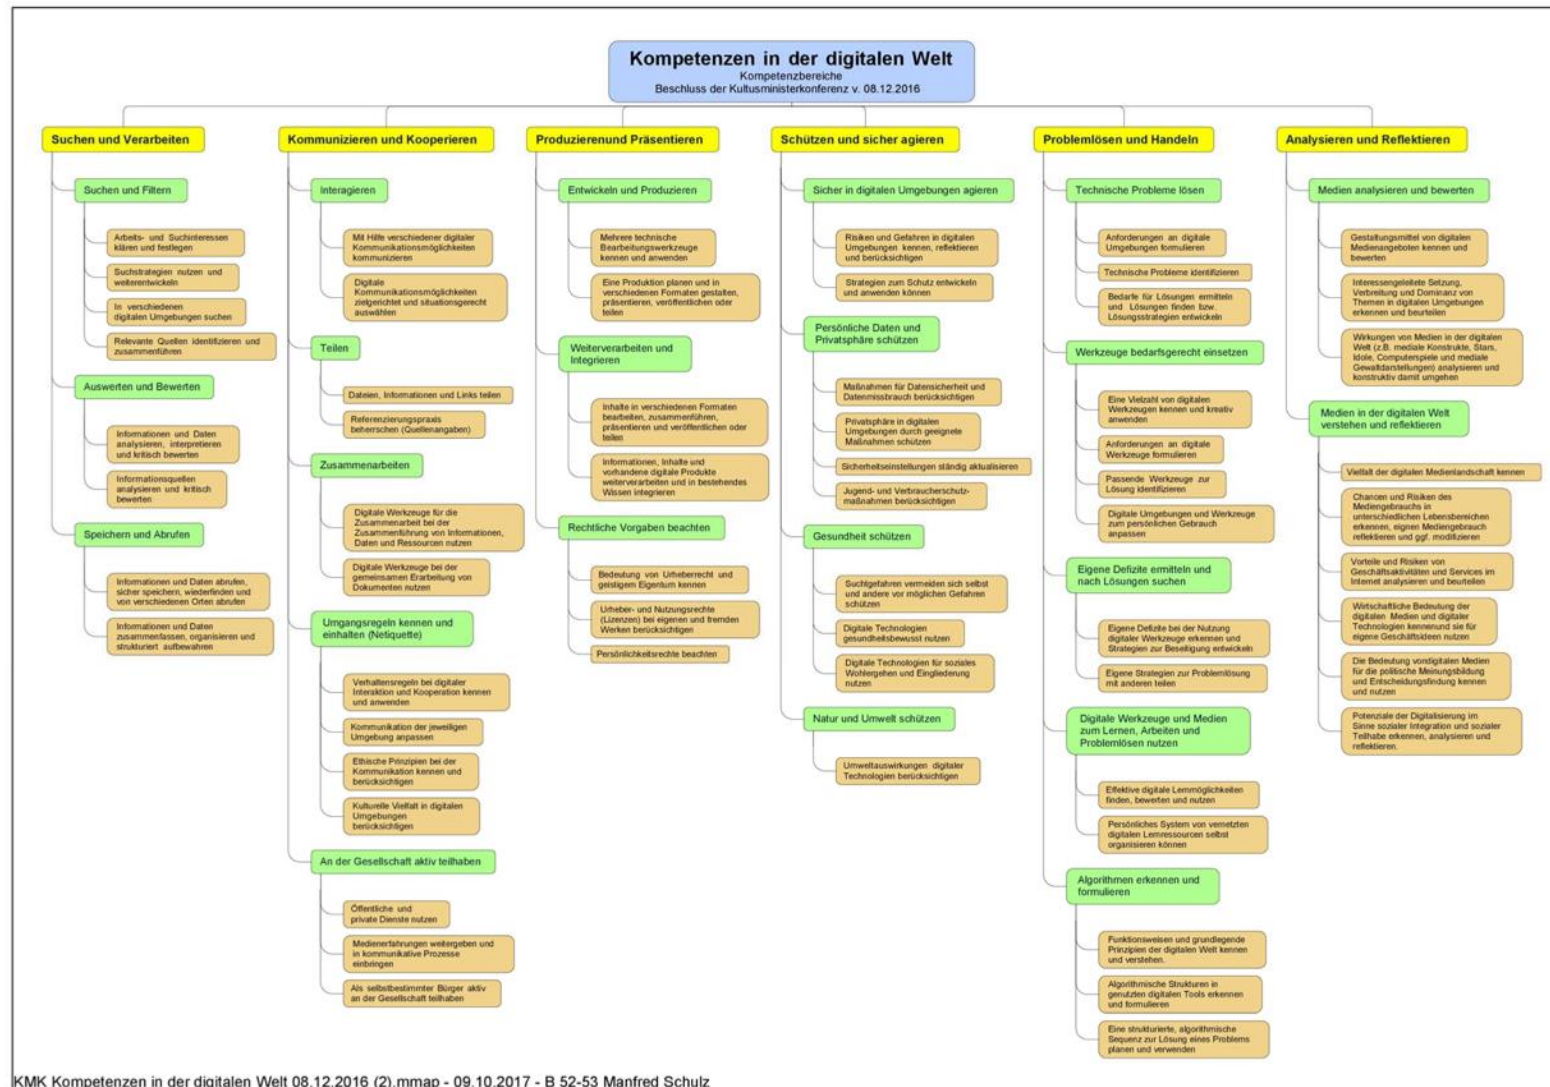 Kompetenzen in der digitalen Welt
Kompetenzbereiche
Beschluss der Kultusministerkonferenz v. 08.12.2016
Suchen und Verarbeiten
Suchen und Filtern
Arbeits- und Suchinteressen
klären und festlegen
Suchstrategien nutzen und
weiterentwickeln
In verschiedenen
digitalen Umgebungen suchen
Relevante Quellen identifizieren und
zusammenführen
Auswerten und Bewerten
Informationen und Daten
analysieren, interpretieren
und kritisch bewerten
Informationsquellen
analysieren und kritisch
bewerten
Speichern und Abrufen
Informationen und Daten abrufen,
sicher speichern, wiederfinden und
von verschiedenen Orten abrufen
Informationen und Daten
zusammenfassen, organisieren und
strukturiert aufbewahren
Kommunizieren und Kooperieren
Interagieren
Mit Hilfe verschiedener digitaler
Kommunikationsmöglichkeiten
kommunizieren
Digitale
Kommunikationsmöglichkeiten
zielgerichtet und situationsgerecht
auswählen
Teilen
Dateien, Informationen und Links teilen
Referenzierungspraxis
beherrschen (Quellenangaben)
Zusammenarbeiten
Digitale Werkzeuge für die
Zusammenarbeit bei der
Zusammenführung von Informationen,
Daten und Ressourcen nutzen
Digitale Werkzeuge bei der
gemeinsamen Erarbeitung von
Dokumenten nutzen
Umgangsregeln kennen und
einhalten (Netiquette)
Verhaltensregeln bei digitaler
Interaktion und Kooperation kennen
und anwenden
Kommunikation der jeweiligen
Umgebung anpassen
Ethische Prinzipien bei der
Kommunikation kennen und
berücksichtigen
Kulturelle Vielfalt in digitalen
Umgebungen
berücksichtigen
An der Gesellschaft aktiv teilhaben
Öffentliche und
private Dienste nutzen
Medienerfahrungen weitergeben und
in kommunikative Prozesse
einbringen
Als selbstbestimmter Bürger aktiv
an der Gesellschaft teilhaben
Produzierenund Präsentieren
Entwickeln und Produzieren
Mehrere technische
Bearbeitungswerkzeuge
kennen und anwenden
Eine Produktion planen und in
verschiedenen Formaten gestalten,
präsentieren, veröffentlichen oder
teilen
Weiterverarbeiten und
Integrieren
Inhalte in verschiedenen Formaten
bearbeiten, zusammenführen,
präsentieren und veröffentlichen oder
teilen
Informationen, Inhalte und
vorhandene digitale Produkte
weiterverarbeiten und in bestehendes
Wissen integrieren
Rechtliche Vorgaben beachten
Bedeutung von Urheberrecht und
geistigem Eigentum kennen
Urheber- und Nutzungsrechte
(Lizenzen) bei eigenen und fremden
Werken berücksichtigen
Persönlichkeitsrechte beachten
Schützen und sicher agieren
Sicher in digitalen Umgebungen agieren
Risiken und Gefahren in digitalen
Umgebungen kennen, reflektieren
und berücksichtigen
Strategien zum Schutz entwickeln
und anwenden können
Persönliche Daten und
Privatsphäre schützen
Maßnahmen für Datensicherheit und
Datenmissbrauch berücksichtigen
Privatsphäre in digitalen
Umgebungen durch geeignete
Maßnahmen schützen
Sicherheitseinstellungen ständig aktualisieren
Jugend- und Verbraucherschutz-
maßnahmen berücksichtigen
Gesundheit schützen
Suchtgefahren vermeiden sich selbst
und andere vor möglichen Gefahren
schützen
Digitale Technologien
gesundheitsbewusst nutzen
Digitale Technologien für soziales
Wohlergehen und Eingliederung
nutzen
Natur und Umwelt schützen
Umweltauswirkungen digitaler
Technologien berücksichtigen
Problemlösen und Handeln
Technische Probleme lösen
Anforderungen an digitale
Umgebungen formulieren
Technische Probleme identifizieren
Bedarfe für Lösungen ermitteln
und Lösungen finden bzw.
Lösungsstrategien entwickeln
Werkzeuge bedarfsgerecht einsetzen
Eine Vielzahl von digitalen
Werkzeugen kennen und kreativ
anwenden
Anforderungen an digitale
Werkzeuge formulieren
Passende Werkzeuge zur
Lösung identifizieren
Digitale Umgebungen und Werkzeuge
zum persönlichen Gebrauch
anpassen
Eigene Defizite ermitteln und
nach Lösungen suchen
Eigene Defizite bei der Nutzung
digitaler Werkzeuge erkennen und
Strategien zur Beseitigung entwickeln
Eigene Strategien zur Problemlösung
mit anderen teilen
Digitale Werkzeuge und Medien
zum Lernen, Arbeiten und
Problemlösen nutzen
Effektive digitale Lernmöglichkeiten
finden, bewerten und nutzen
Persönliches System von vernetzten
digitalen Lernressourcen selbst
organisieren können
Algorithmen erkennen und
formulieren
Funktionsweisen und grundlegende
Prinzipien der digitalen Welt kennen
und verstehen.
Algorithmische Strukturen in
genutzten digitalen Tools erkennen
und formulieren
Eine strukturierte, algorithmische
Sequenz zur Lösung eines Problems
planen und verwenden
Analysieren und Reflektieren
Medien analysieren und bewerten
Gestaltungsmittel von digitalen
Medienangeboten kennen und
bewerten
Interessengeleitete Setzung,
Verbreitung und Dominanz von
Themen in digitalen Umgebungen
erkennen und beurteilen
Wirkungen von Medien in der digitalen
Welt (z.B. mediale Konstrukte, Stars,
Idole, Computerspiele und mediale
Gewaltdarstellungen) analysieren und
konstruktiv damit umgehen
Medien in der digitalen Welt
verstehen und reflektieren
Vielfalt der digitalen Medienlandschaft kennen
Chancen und Risiken des
Mediengebrauchs in
unterschiedlichen Lebensbereichen
erkennen, eignen Mediengebrauch
reflektieren und ggf. modifizieren
Vorteile und Risiken von
Geschäftsaktivitäten und Services im
Internet analysieren und beurteilen
Wirtschaftliche Bedeutung der
digitalen Medien und digitaler
Technologien kennenund sie für
eigene Geschäftsideen nutzen
Die Bedeutung vondigitalen Medien
für die politische Meinungsbildung
und Entscheidungsfindung kennen
und nutzen
Potenziale der Digitalisierung im
Sinne sozialer Integration und sozialer
Teilhabe erkennen, analysieren und
reflektieren.
KMK Kompetenzen in der digitalen Welt 08.12.2016 (2).mmap - 09.10.2017 - B 52-53 Manfred Schulz